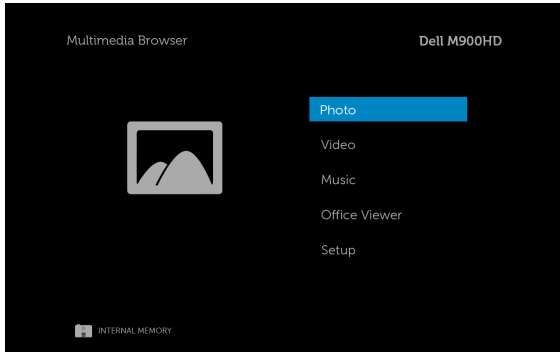 Multimedia Browser
Dell M900HD
Photo
Video
Music
Office Viewer
Setup
INTERNAL MEMORY